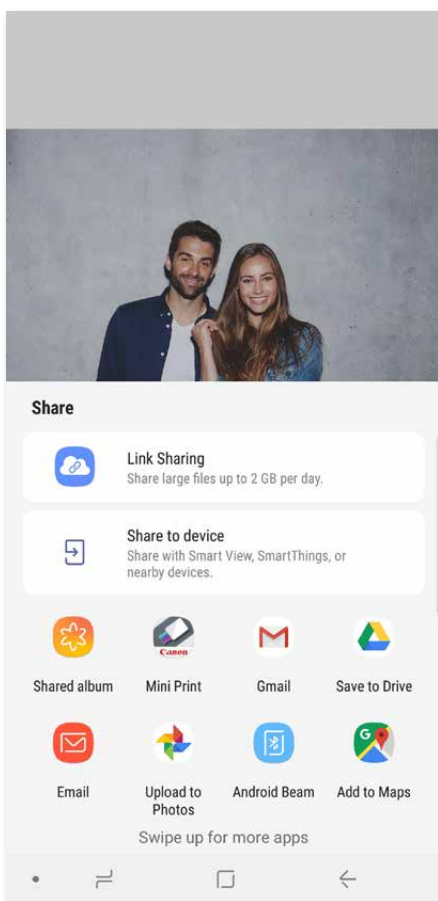 Share
Link Sharing
Share large files up to 2 GB per day.
Share to device
Share with Smart View, SmartThings, or
nearby devices.
Canon
Shared album
Mini Print
Gmail
Save to Drive
G
Email
Upload to
Photos
Android Beam
Add to Maps
Swipe up for more apps